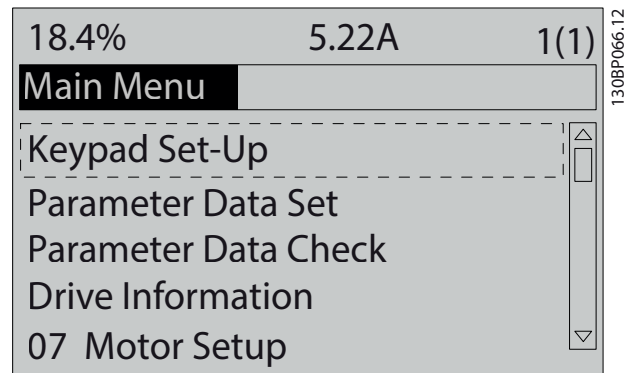 18.4% 5.22A 1(1)
Main Menu
Keypad Set-Up
Parameter Data Set
Parameter Data Check
Drive Information
07 Motor Setup
130BP066.12